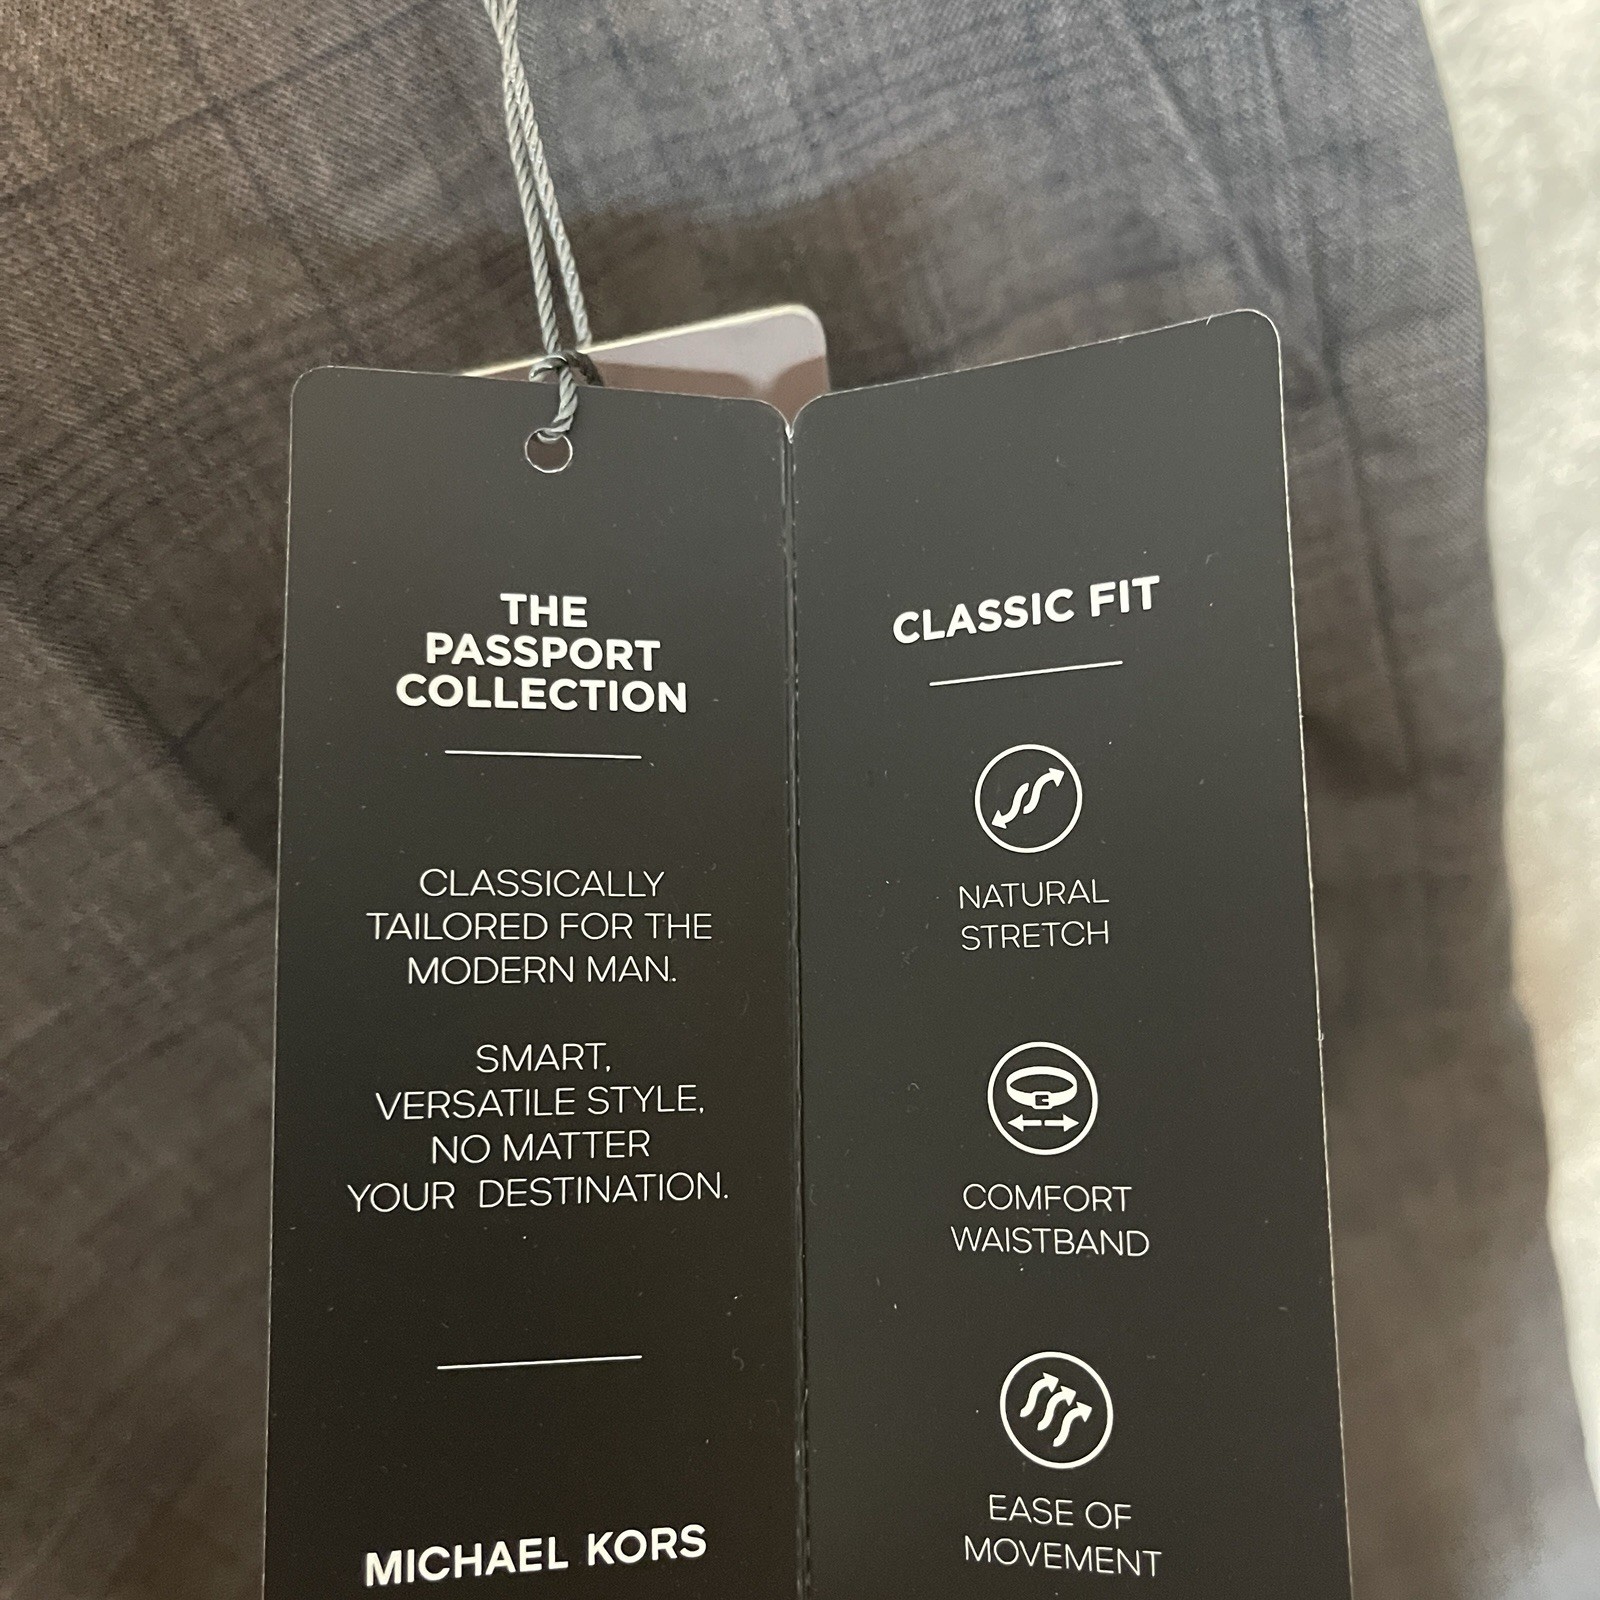 THE
PASSPORT
COLLECTION
CLASSICALLY
TAILORED FOR THE
MODERN MAN.
SMART,
VERSATILE STYLE,
NO MATTER
YOUR DESTINATION.
MICHAEL KORS
CLASSIC FIT
NATURAL
STRETCH
COMFORT
WAISTBAND
EASE OF
MOVEMENT